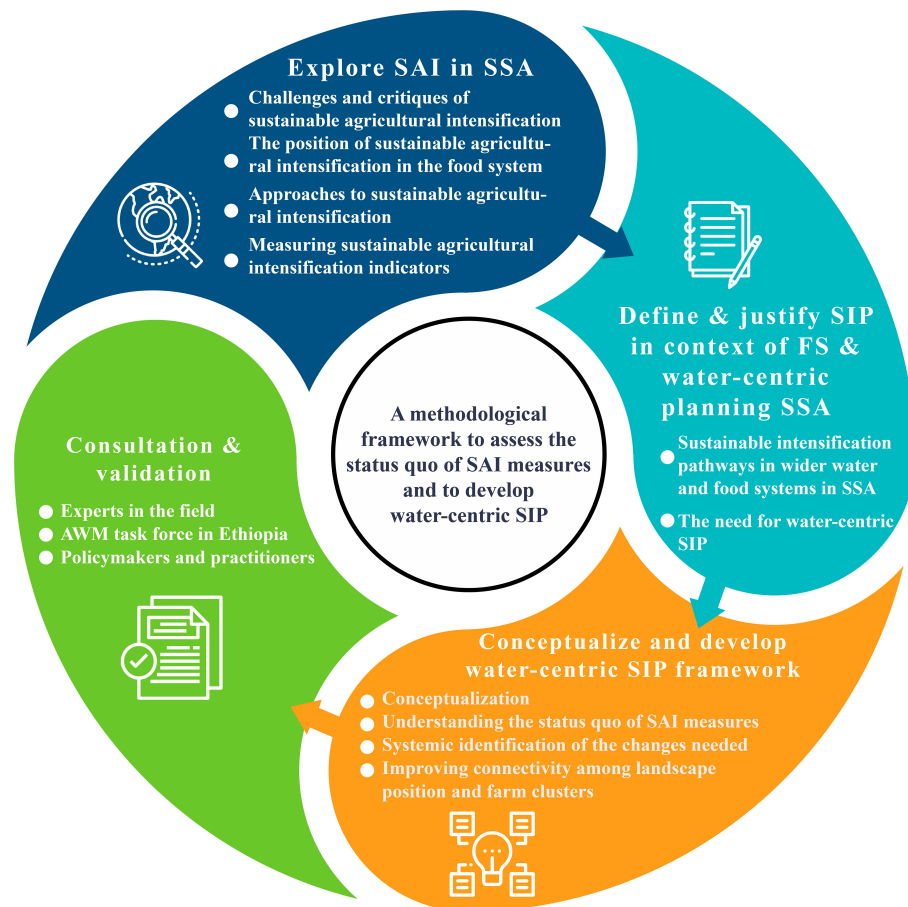 Explore SAI in SSA
Challenges and critiques of
sustainable agricultural intensification
The position of sustainable agricultu-
ral intensification in the food system
Approaches to sustainable agricultu-
ral intensification
Measuring sustainable agricultural
intensification indicators
Define & justify SIP
in context of FS &
water-centric
planning SSA
Sustainable intensification
pathways in wider water
and food systems in SSA
The need for water-centric
SIP
Conceptualize and develop
water-centric SIP framework
Conceptualization
Understanding the status quo of SAI measures
Systemic identification of the changes needed
Improving connectivity among landscape
position and farm clusters
Consultation &
validation
Experts in the field
AWM task force in Ethiopia
Policymakers and practitioners
A methodological
framework to assess the
status quo of SAI measures
and to develop
water-centric SIP